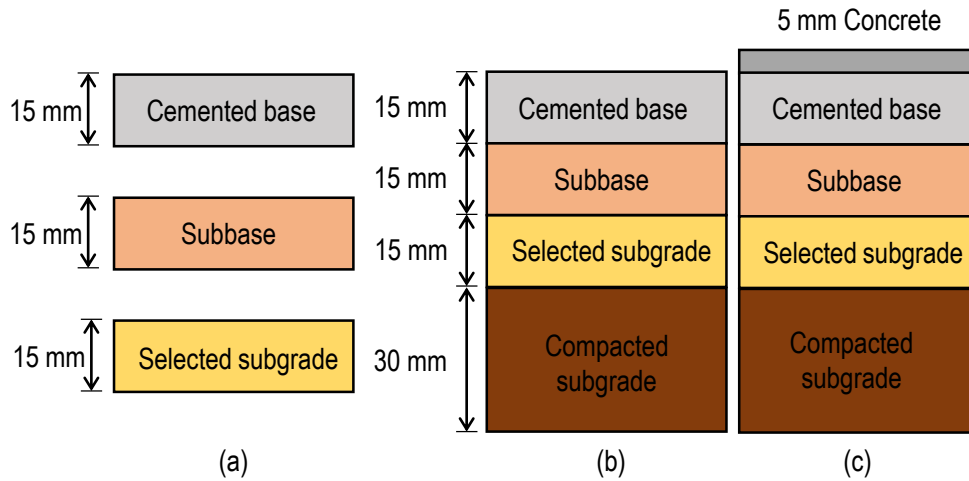 5 mm Concrete
15 mm
Cemented base
15 mm
Subbase
15 mm
Selected subgrade
(a)
15 mm
Cemented base
15 mm
Subbase
15 mm
Selected subgrade
30 mm
Compacted
subgrade
(b)
Cemented base
Subbase
Selected subgrade
Compacted
subgrade
(c)